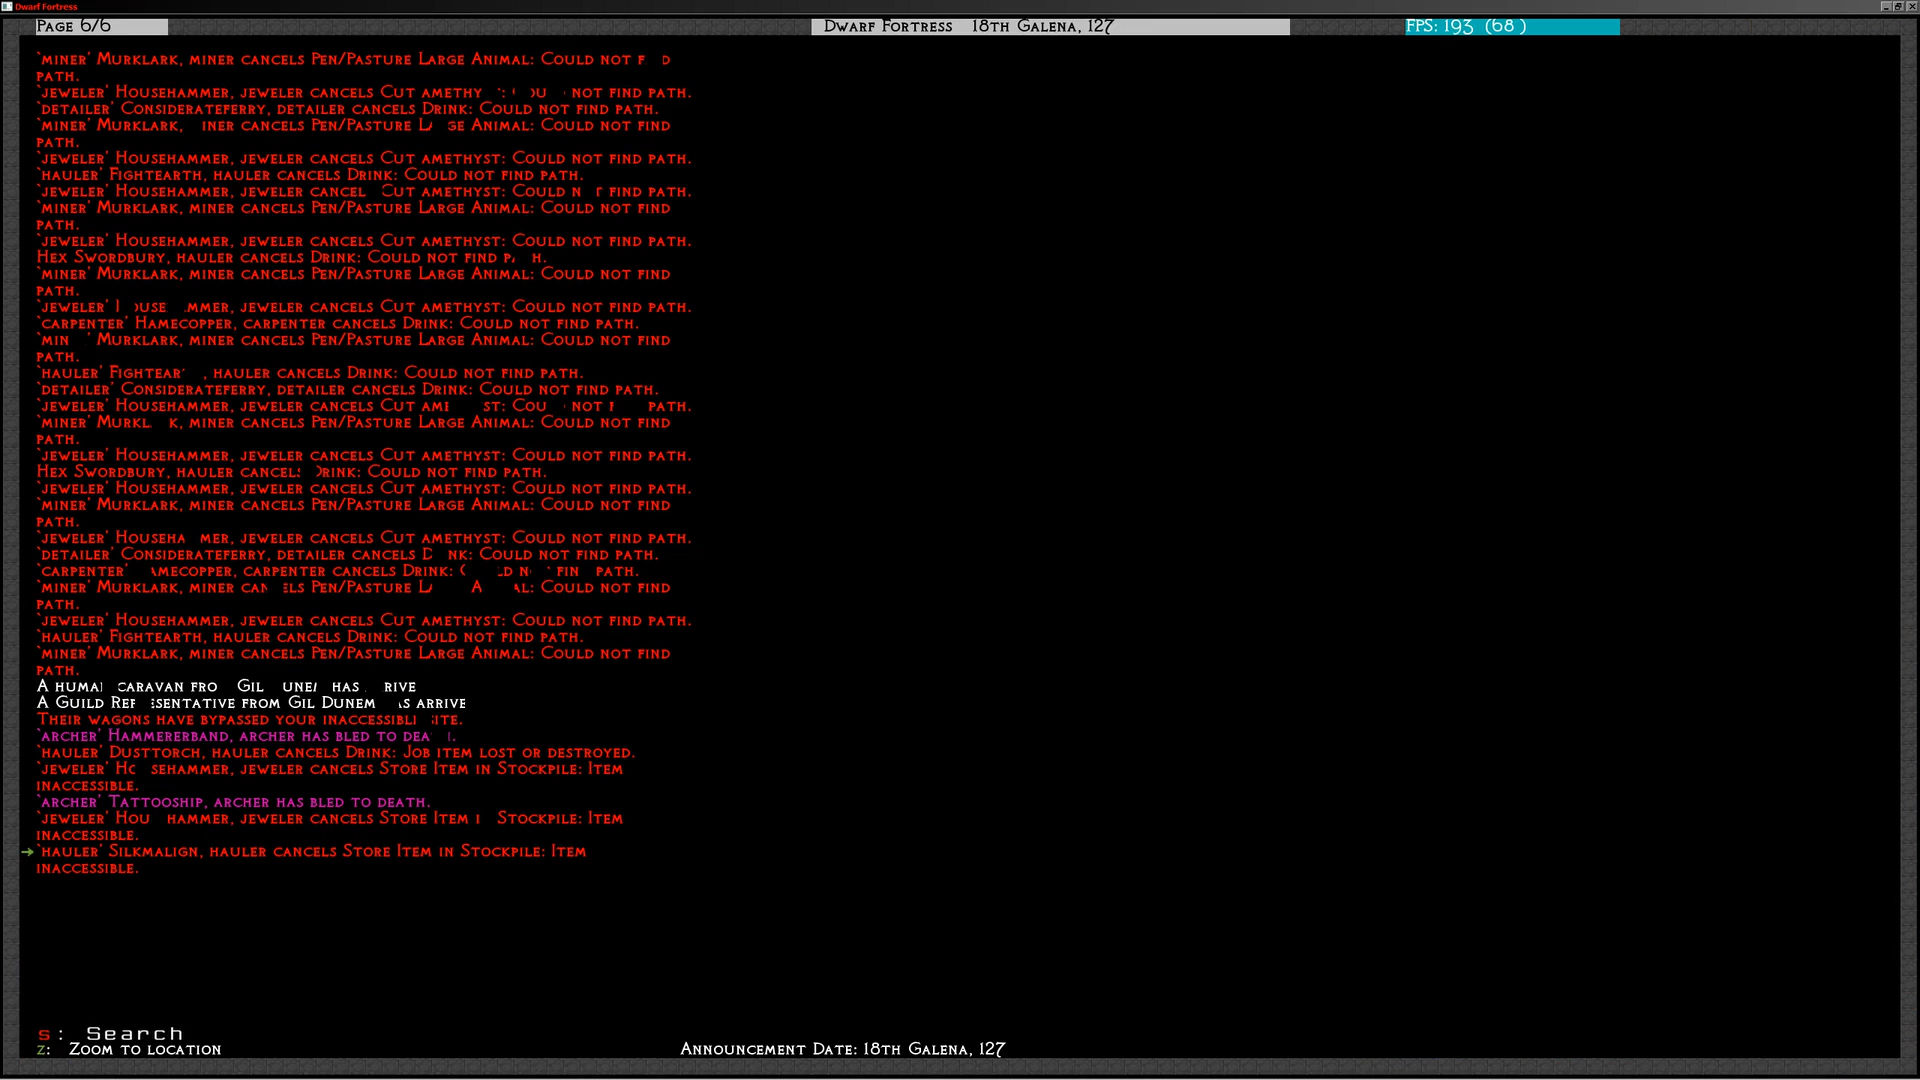 Dwarf Fortress
Page 6/6
Dwarf Fortress 18th Galena, 127
FPS: 193 (68 )
`miner' Murklark, miner cancels Pen/Pasture Large Animal: Could not
path.
`jeweler' Househammer, jeweler cancels Cut not find path.
`detailer' Considerateferry, detailer cancels Drink: Could not find path.
`miner' Murklark, cancels Pen/Pasture Animal: Could not find
path.
`jeweler' Househammer, jeweler cancels Cut amethyst: Could not find path.
`hauler' Fightearth, hauler cancels Drink: Could not find path.
`jeweler' Househammer, jeweler cancel Cut amethyst: Could find path.
`miner' Murklark, miner cancels Pen/Pasture Large Animal: Could not find
path.
`jeweler' Househammer, jeweler cancels Cut amethyst: Could not find path.
Hex Swordbury, hauler cancels Drink: Could not find
`miner' Murklark, miner cancels Pen/Pasture Large Animal: Could not find
path.
`jeweler' jeweler cancels Cut amethyst: Could not find path.
`carpenter' Hamecopper, carpenter cancels Drink: Could not find path.
Murklark, miner cancels Pen/Pasture Large Animal: Could not find
path.
`hauler' , hauler cancels Drink: Could not find path.
`detailer' Considerateferry, detailer cancels Drink: Could not find path.
`jeweler' Househammer, jeweler cancels Cut not path.
`miner' miner cancels Pen/Pasture Large Animal: Could not find
path.
`jeweler' Househammer, jeweler cancels Cut amethyst: Could not find path.
Hex Swordbury, hauler cancels Drink: Could not find path.
`jeweler' Househammer, jeweler cancels Cut amethyst: Could not find path.
`miner' Murklark, miner cancels Pen/Pasture Large Animal: Could not find
path.
`jeweler' jeweler cancels Cut amethyst: Could not find path.
`detailer' Considerateferry, detailer cancels Could not find path.
`carpenter' carpenter cancels Drink: path.
`miner' Murklark, miner Pen/Pasture Could not find
path.
`jeweler' Househammer, jeweler cancels Cut amethyst: Could not find path.
`hauler' Fightearth, hauler cancels Drink: Could not find path.
`miner' Murklark, miner cancels Pen/Pasture Large Animal: Could not find
path.
A caravan Gil has
A Guild from Gil Dunem arrive
Their wagons have bypassed your
`archer' Hammererband, archer has bled to
`hauler' Dusttorch, hauler cancels Drink: Job item lost or destroyed.
`jeweler' jeweler cancels Store Item in Stockpile: Item
inaccessible.
`archer' Tattooship, archer has bled to death.
`jeweler' jeweler cancels Store Item Stockpile: Item
inaccessible.
`hauler' Silkmalign, hauler cancels Store Item in Stockpile: Item
inaccessible.
s: Search
z: Zoom to location
Announcement Date: 18th Galena, 127